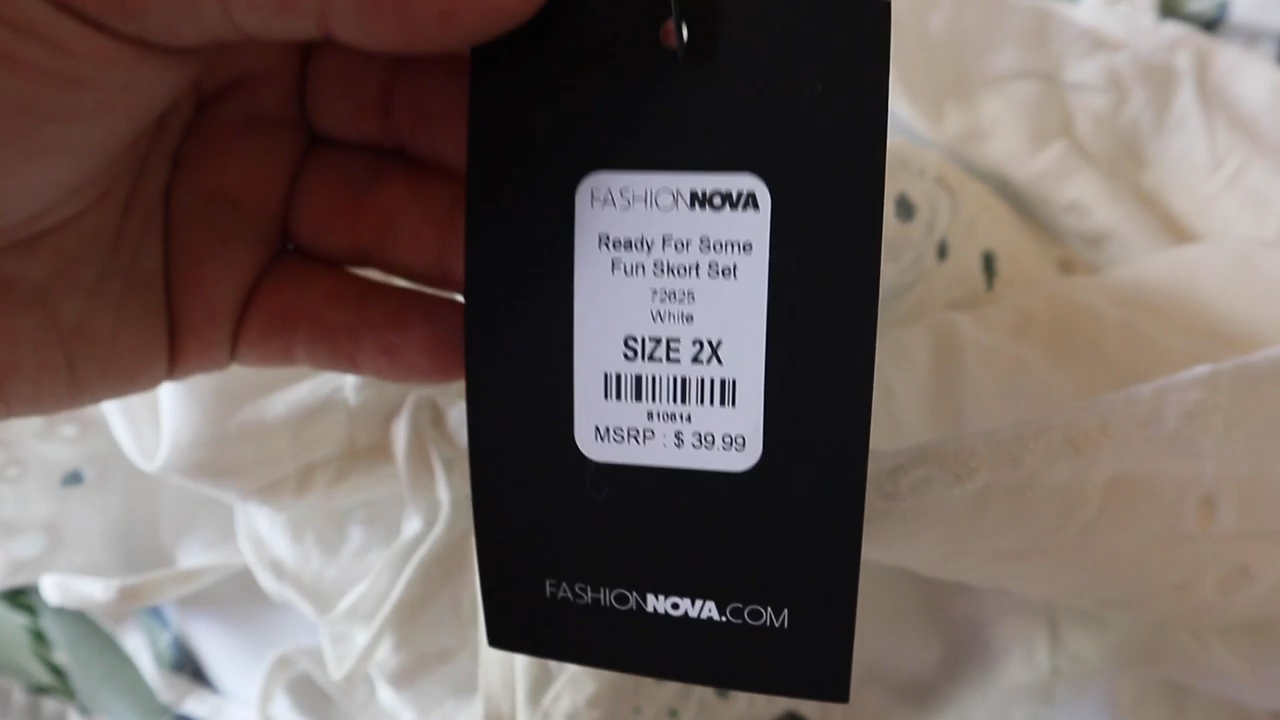 FASHIONNOVA
Ready For Some
Fun Skort Set
72625
White
SIZE 2X
810614
MSRP : $ 39.99
FASHIONNOVA.COM